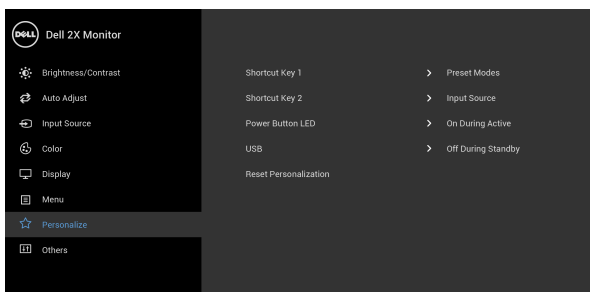 DELL Dell 2X Monitor
Brightness/Contrast
Auto Adjust
Input Source
Color
Display
Menu
Personalize
Others
Shortcut Key 1 > Preset Modes
Shortcut Key 2 > Input Source
Power Button LED > On During Active
USB > Off During Standby
Reset Personalization